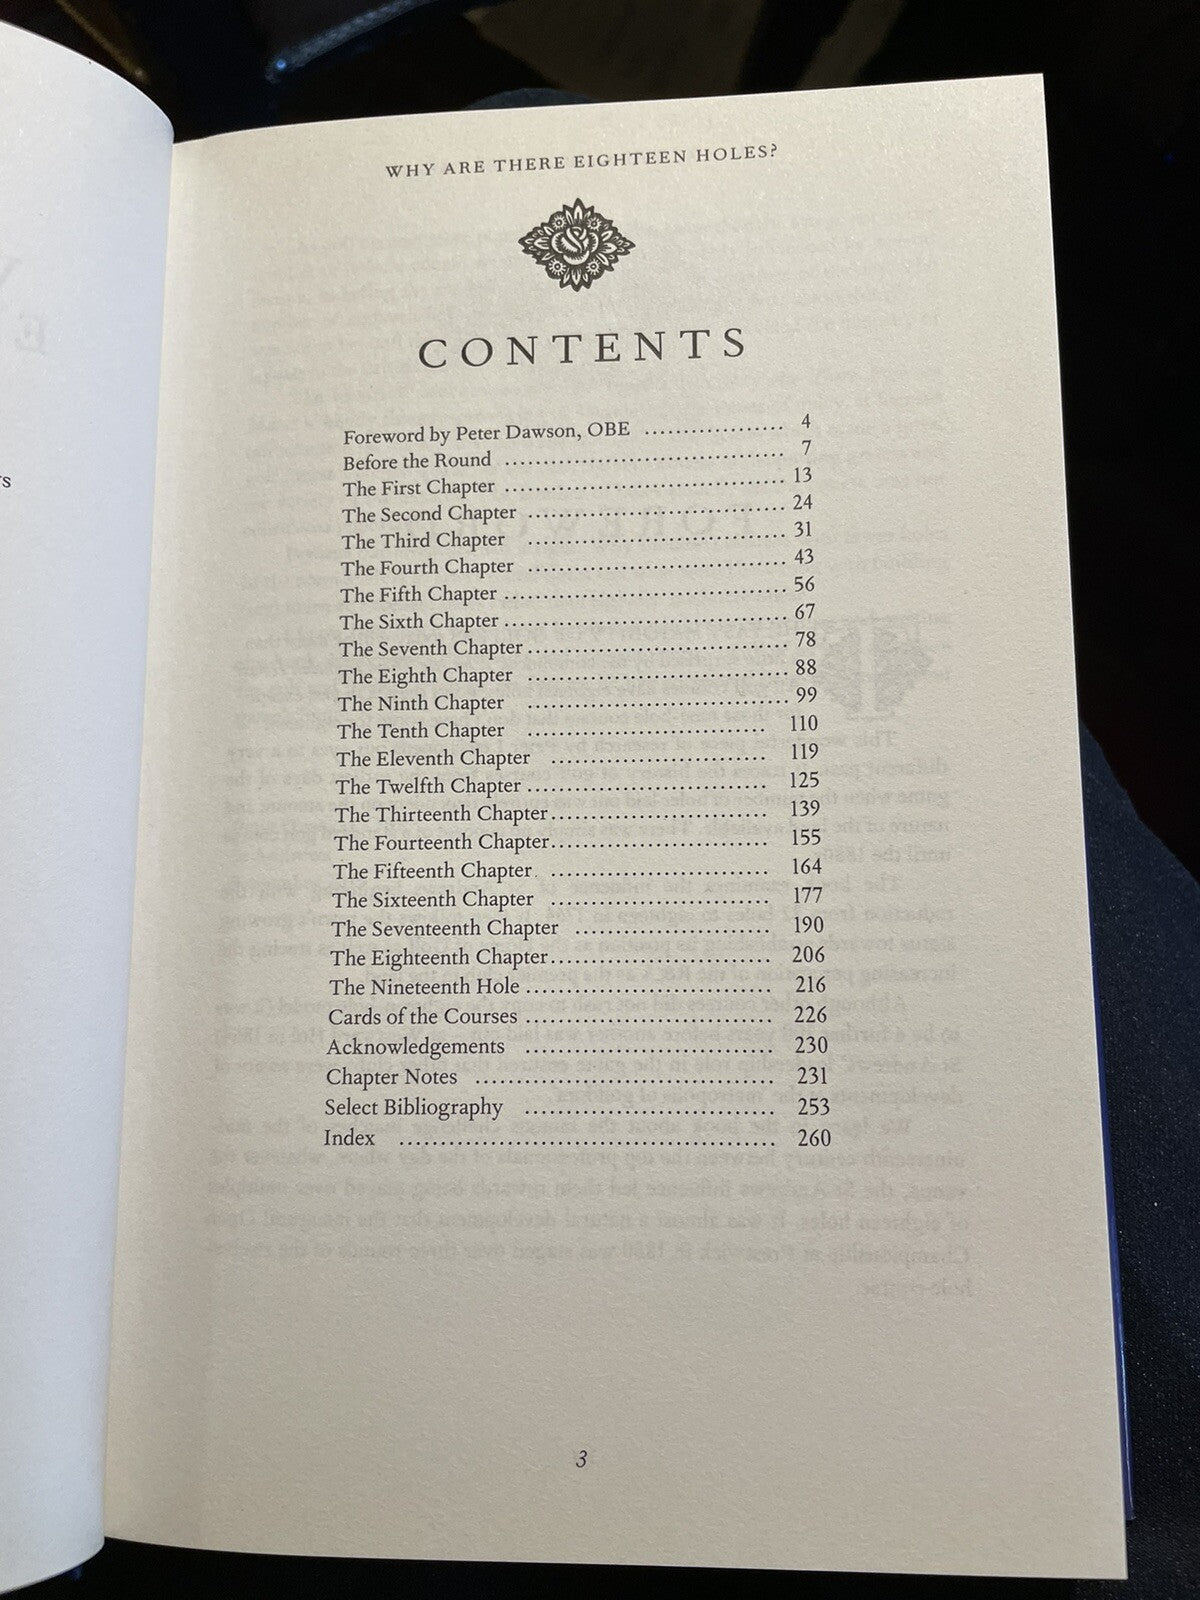 WHY ARE THERE EIGHTEEN HOLES?
CONTENTS
Foreword by Peter Dawson, OBE .................. 4
Before the Round .................................... 7
The First Chapter .................................... 13
The Second Chapter ................................. 24
The Third Chapter ................................. 31
The Fourth Chapter ................................. 43
The Fifth Chapter .................................... 56
The Sixth Chapter .................................... 67
The Seventh Chapter ................................. 78
The Eighth Chapter ................................. 88
The Ninth Chapter ................................. 99
The Tenth Chapter .............................. 110
The Eleventh Chapter ........................... 119
The Twelfth Chapter .............................. 125
The Thirteenth Chapter ........................... 139
The Fourteenth Chapter ........................... 155
The Fifteenth Chapter ........................... 164
The Sixteenth Chapter ........................... 177
The Seventeenth Chapter ........................ 190
The Eighteenth Chapter ........................... 206
The Nineteenth Hole .............................. 216
Cards of the Courses .............................. 226
Acknowledgements .............................. 230
Chapter Notes .................................... 231
Select Bibliography .............................. 253
Index .............................................. 260
3